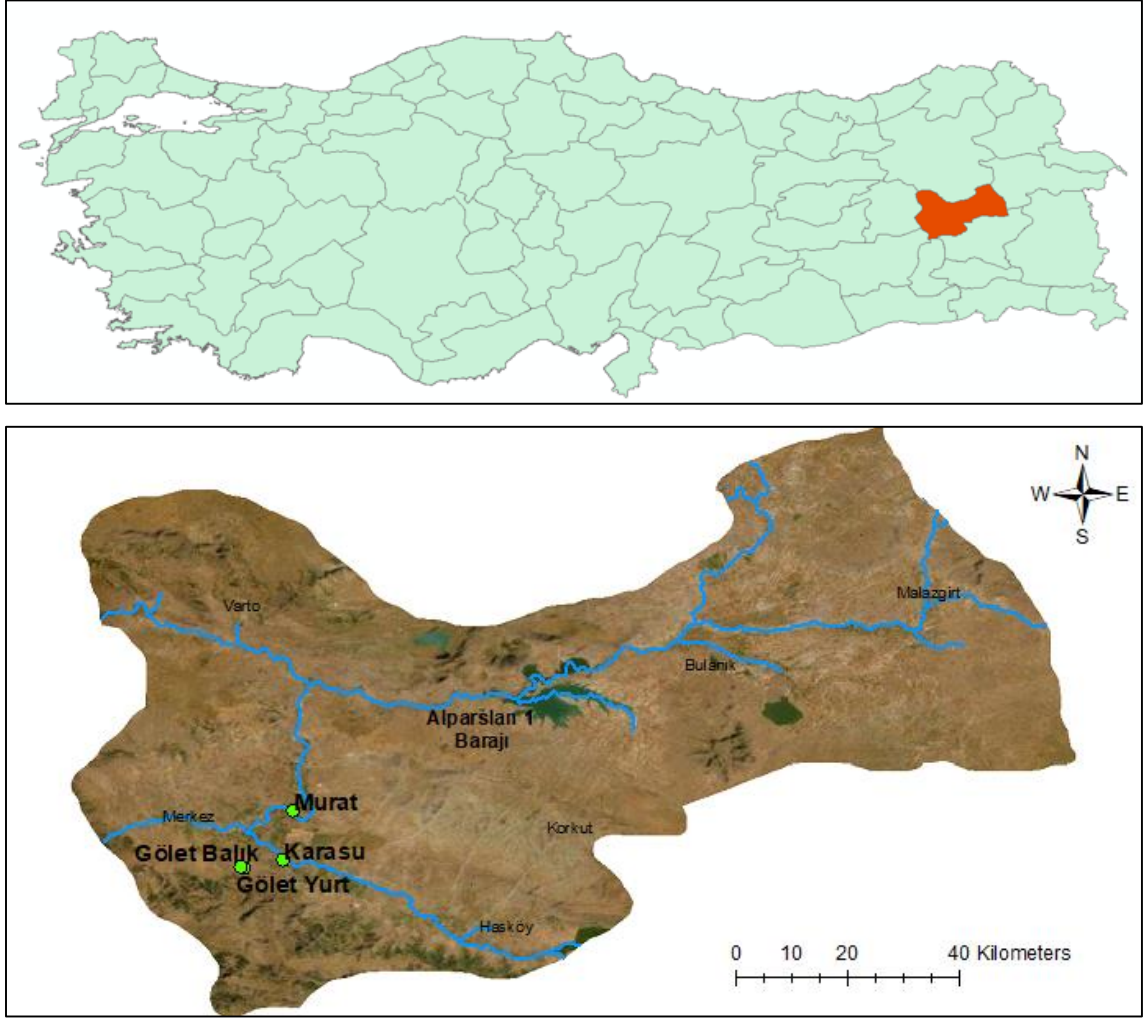 N
W E
S
Malazgirt
Varto
Bulanık
Alparslan 1
Barajı
Murat
Merkez
Korkut
Gölet Balık
Karasu
Gölet Yurt
Hasköy
0 10 20 40 Kilometers